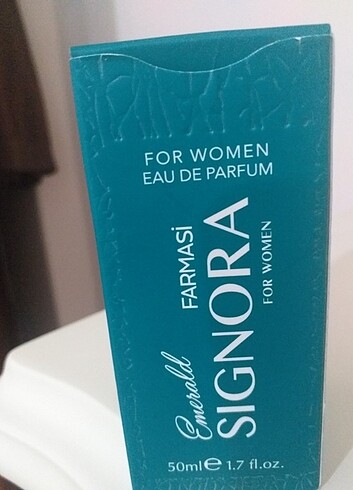 FOR WOMEN
EAU DE PARFUM
FARMASİ
Emerald
SIGNORA
FOR WOMEN
50ml℮ 1.7 fl.oz.